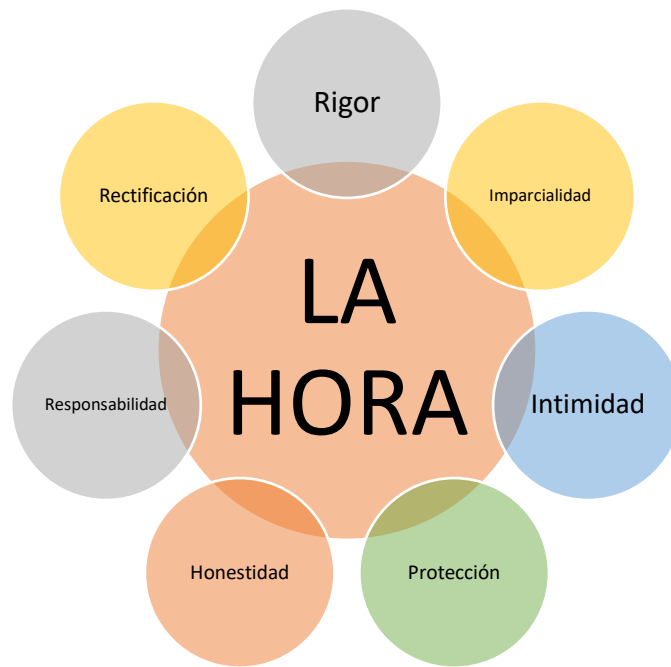 Rigor
Rectificación
Imparcialidad
LA
HORA
Responsabilidad
Intimidad
Honestidad
Protección